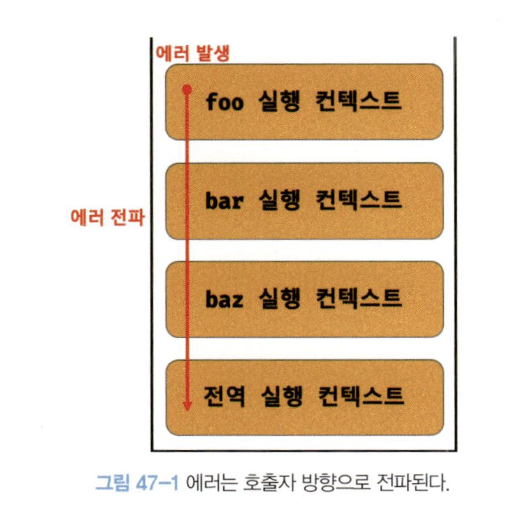 에러 발생
foo 실행 컨텍스트
bar 실행 컨텍스트
에러 전파
baz 실행 컨텍스트
전역 실행 컨텍스트
그림 47-1 에러는 호출자 방향으로 전파된다.